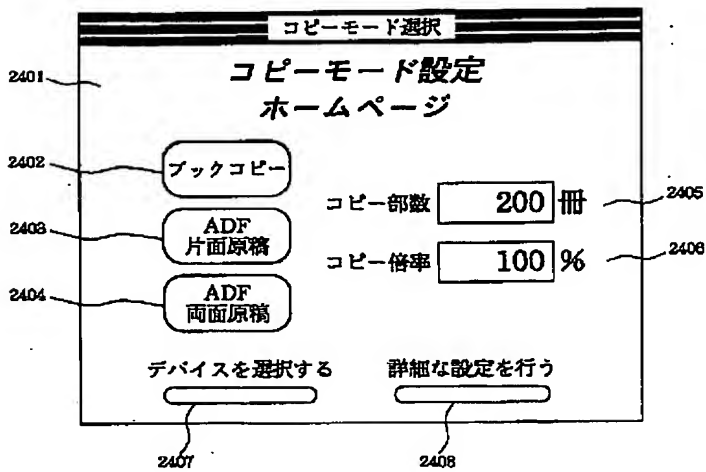 コピーモード選択
2401
コピーモード設定
ホームページ
2402
ブックコピー
コピー部数 200 冊
2405
2403
ADF
片面原稿
コピー倍率 100 %
2406
2404
ADF
両面原稿
デバイスを選択する
詳細な設定を行う
2407
2408